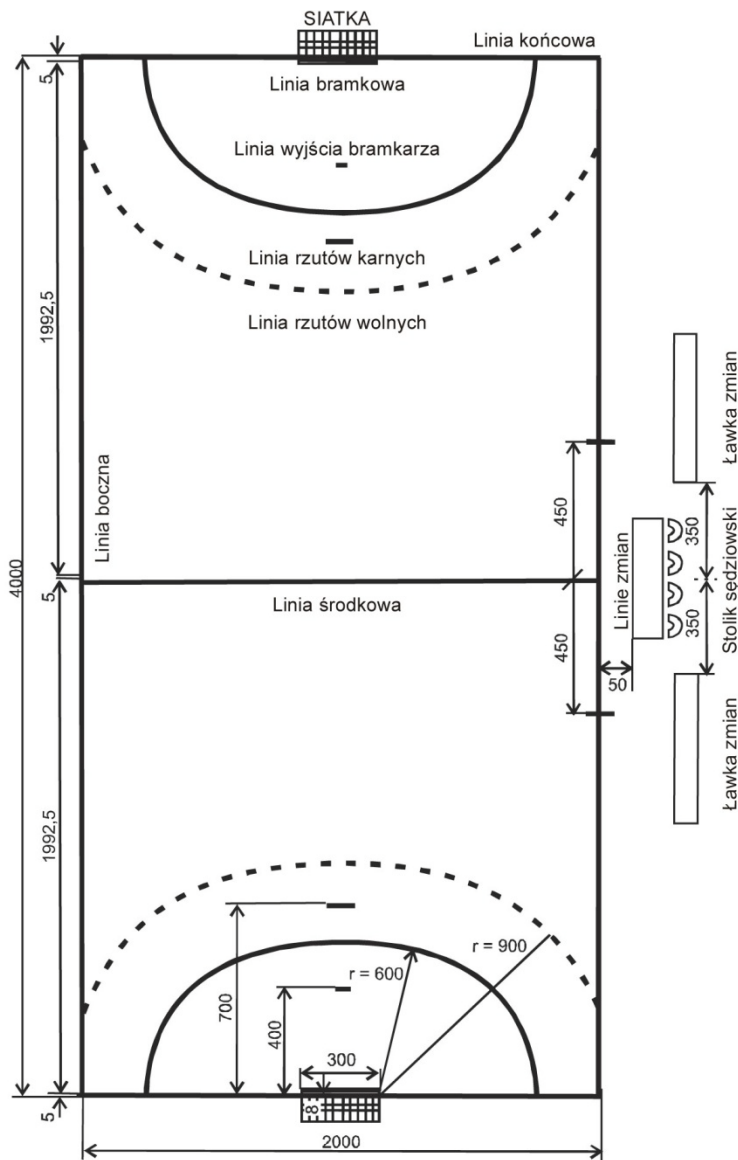 SIATKA
Linia końcowa
5
5
Linia bramkowa
Linia wyjścia bramkarza
Linia rzutów karnych
Linia rzutów wolnych
1992,5
Ławka zmian
Linia boczna
450
350
4000
Linie zmian
Stolik sędziowski
5
Linia środkowa
450
350
50
Ławka zmian
1992,5
r = 900
r = 600
700
400
300
8
5
2000